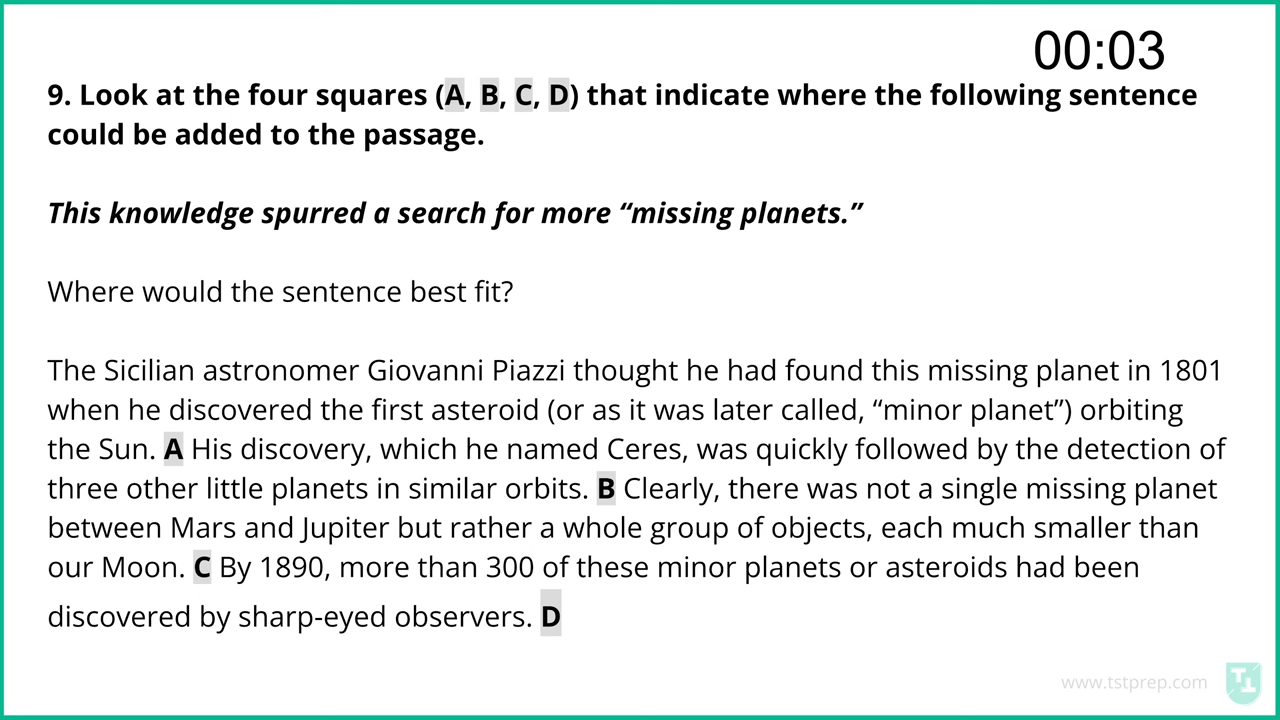 00:03
9. Look at the four squares (A, B, C, D) that indicate where the following sentence
could be added to the passage.
This knowledge spurred a search for more “missing planets.”
Where would the sentence best fit?
The Sicilian astronomer Giovanni Piazzi thought he had found this missing planet in 1801
when he discovered the first asteroid (or as it was later called, “minor planet”) orbiting
the Sun. A His discovery, which he named Ceres, was quickly followed by the detection of
three other little planets in similar orbits. B Clearly, there was not a single missing planet
between Mars and Jupiter but rather a whole group of objects, each much smaller than
our Moon. C By 1890, more than 300 of these minor planets or asteroids had been
discovered by sharp-eyed observers. D
www.tstprep.com